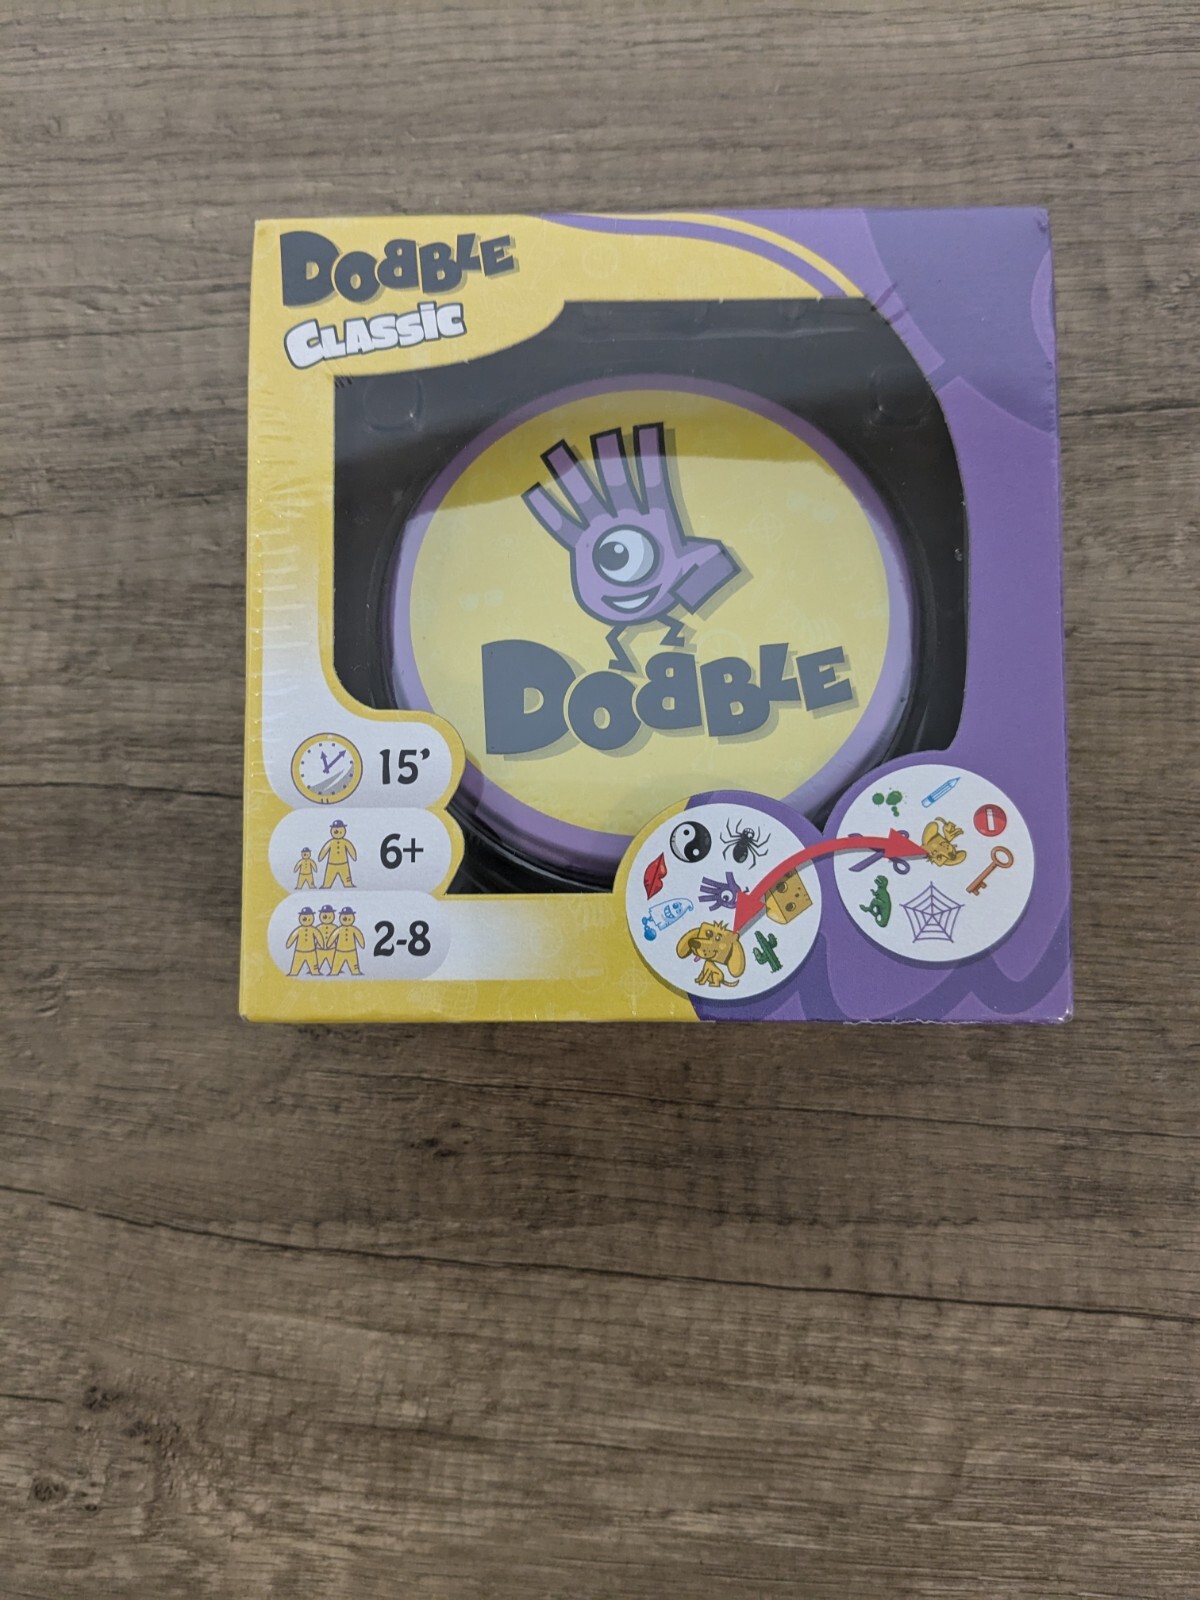 DOBBLE
CLASSIC
DOBBLE
15'
6+
2-8